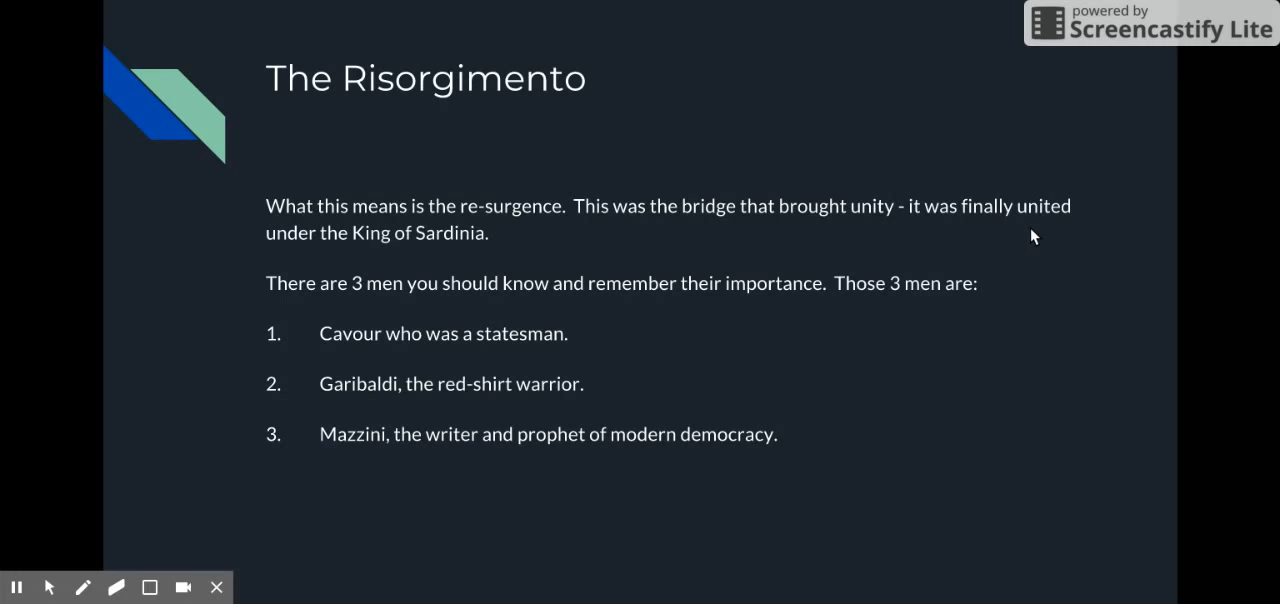 powered by
Screencastify Lite
The Risorgimento
What this means is the re-surgence.  This was the bridge that brought unity - it was finally united
under the King of Sardinia.
There are 3 men you should know and remember their importance.  Those 3 men are:
1. Cavour who was a statesman.
2. Garibaldi, the red-shirt warrior.
3. Mazzini, the writer and prophet of modern democracy.